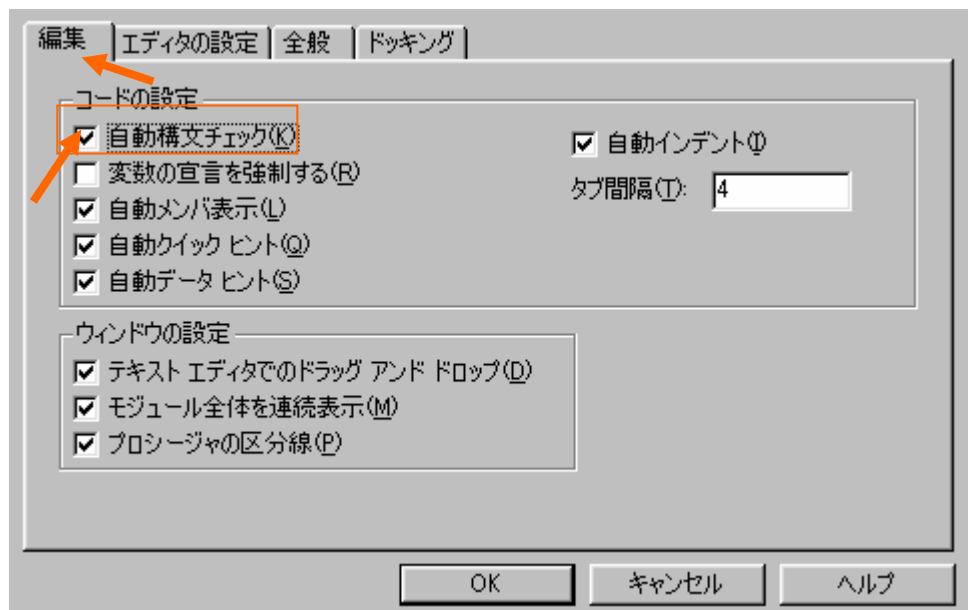 編集 エディタの設定 全般 ドッキング
コードの設定
自動構文チェック(K)
変数の宣言を強制する(R)
自動メンバ表示(L)
自動クイック ヒント(Q)
自動データ ヒント(S)
自動インデント(I)
タブ間隔(T): 4
ウィンドウの設定
テキスト エディタでのドラッグ アンド ドロップ(D)
モジュール全体を連続表示(M)
プロシージャの区分線(P)
OK キャンセル ヘルプ